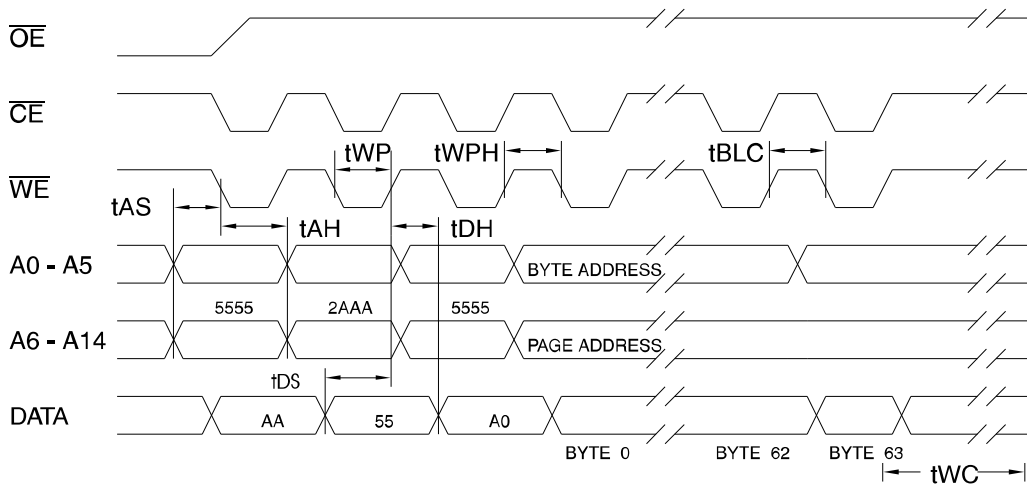 OE
CE
tWP tWPH tBLC
WE
tAS
tAH tDH
A0 - A5 BYTE ADDRESS
5555 2AAA 5555
A6 - A14 PAGE ADDRESS
tDS
DATA AA 55 A0
BYTE 0 BYTE 62 BYTE 63
tWC